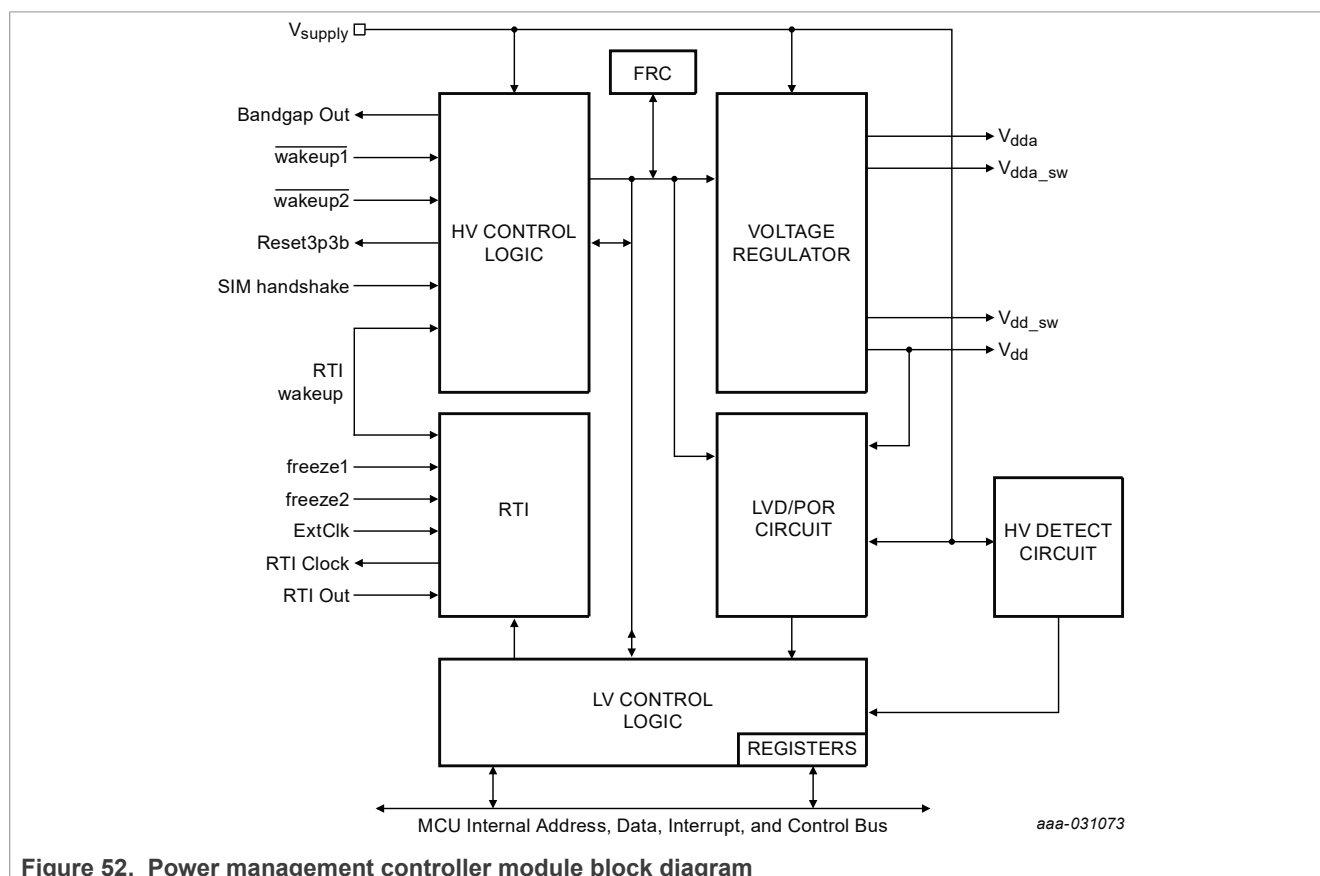 Vsupply
FRC
Bandgap Out
wakeup1
wakeup2
Reset3p3b
SIM handshake
RTI
wakeup
HV CONTROL
LOGIC
VOLTAGE
REGULATOR
Vdda
Vdda_sw
Vdd_sw
Vdd
freeze1
freeze2
ExtClk
RTI Clock
RTI Out
RTI
LVD/POR
CIRCUIT
HV DETECT
CIRCUIT
LV CONTROL
LOGIC
REGISTERS
MCU Internal Address, Data, Interrupt, and Control Bus
aaa-031073
Figure 52. Power management controller module block diagram